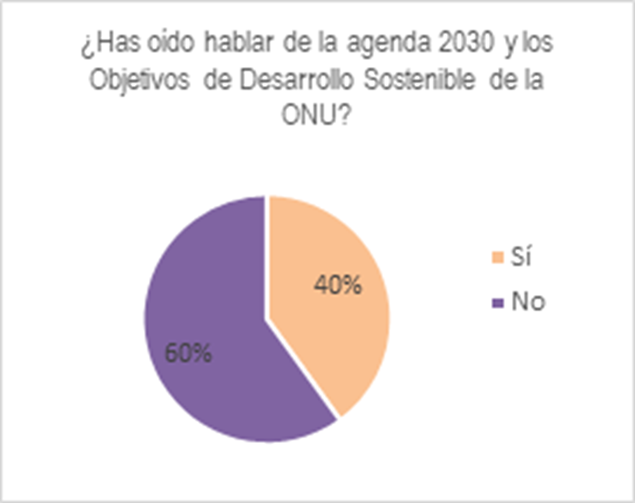 ¿Has oído hablar de la agenda 2030 y los
Objetivos de Desarrollo Sostenible de la
ONU?
40%
60%
Sí
No